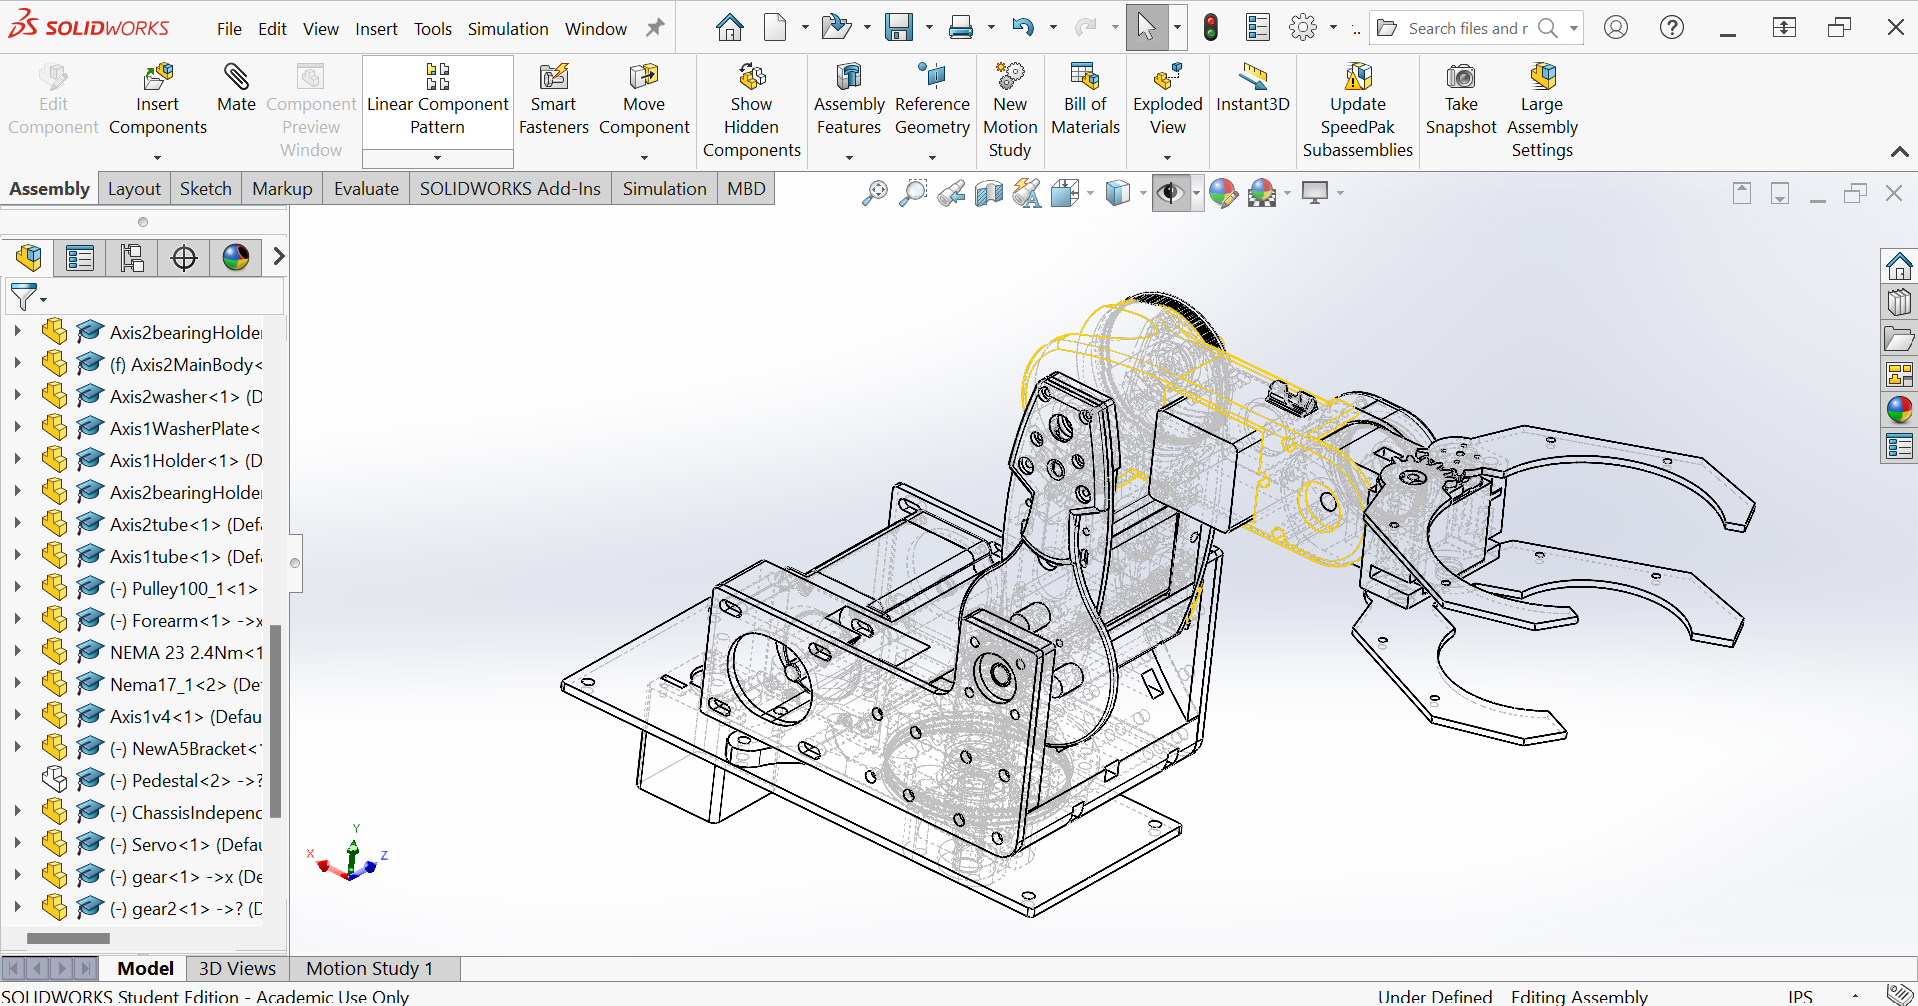 SOLIDWORKS File Edit View Insert Tools Simulation Window Search files and r
Edit Component
Insert Components
Mate
Component Preview Window
Linear Component Pattern
Smart Fasteners
Move Component
Show Hidden Components
Assembly Features
Reference Geometry
New Motion Study
Bill of Materials
Exploded View
Instant3D
Update SpeedPak Subassemblies
Take Snapshot
Large Assembly Settings
Assembly Layout Sketch Markup Evaluate SOLIDWORKS Add-Ins Simulation MBD
Axis2bearingHolder
(f) Axis2MainBody<
Axis2washer<1> (D
Axis1WasherPlate<
Axis1Holder<1> (D
Axis2bearingHolder
Axis2tube<1> (Defa
Axis1tube<1> (Defa
(-) Pulley100_1<1>
(-) Forearm<1> ->x
NEMA 23 2.4Nm<1
Nema17_1<2> (De
Axis1v4<1> (Defau
(-) NewA5Bracket<
(-) Pedestal<2> ->?
(-) ChassisIndepend
(-) Servo<1> (Defau
(-) gear<1> ->x (De
(-) gear2<1> ->? (D
Y
X
Z
Model 3D Views Motion Study 1
SOLIDWORKS Student Edition - Academic Use Only Under Defined Editing Assembly IPS